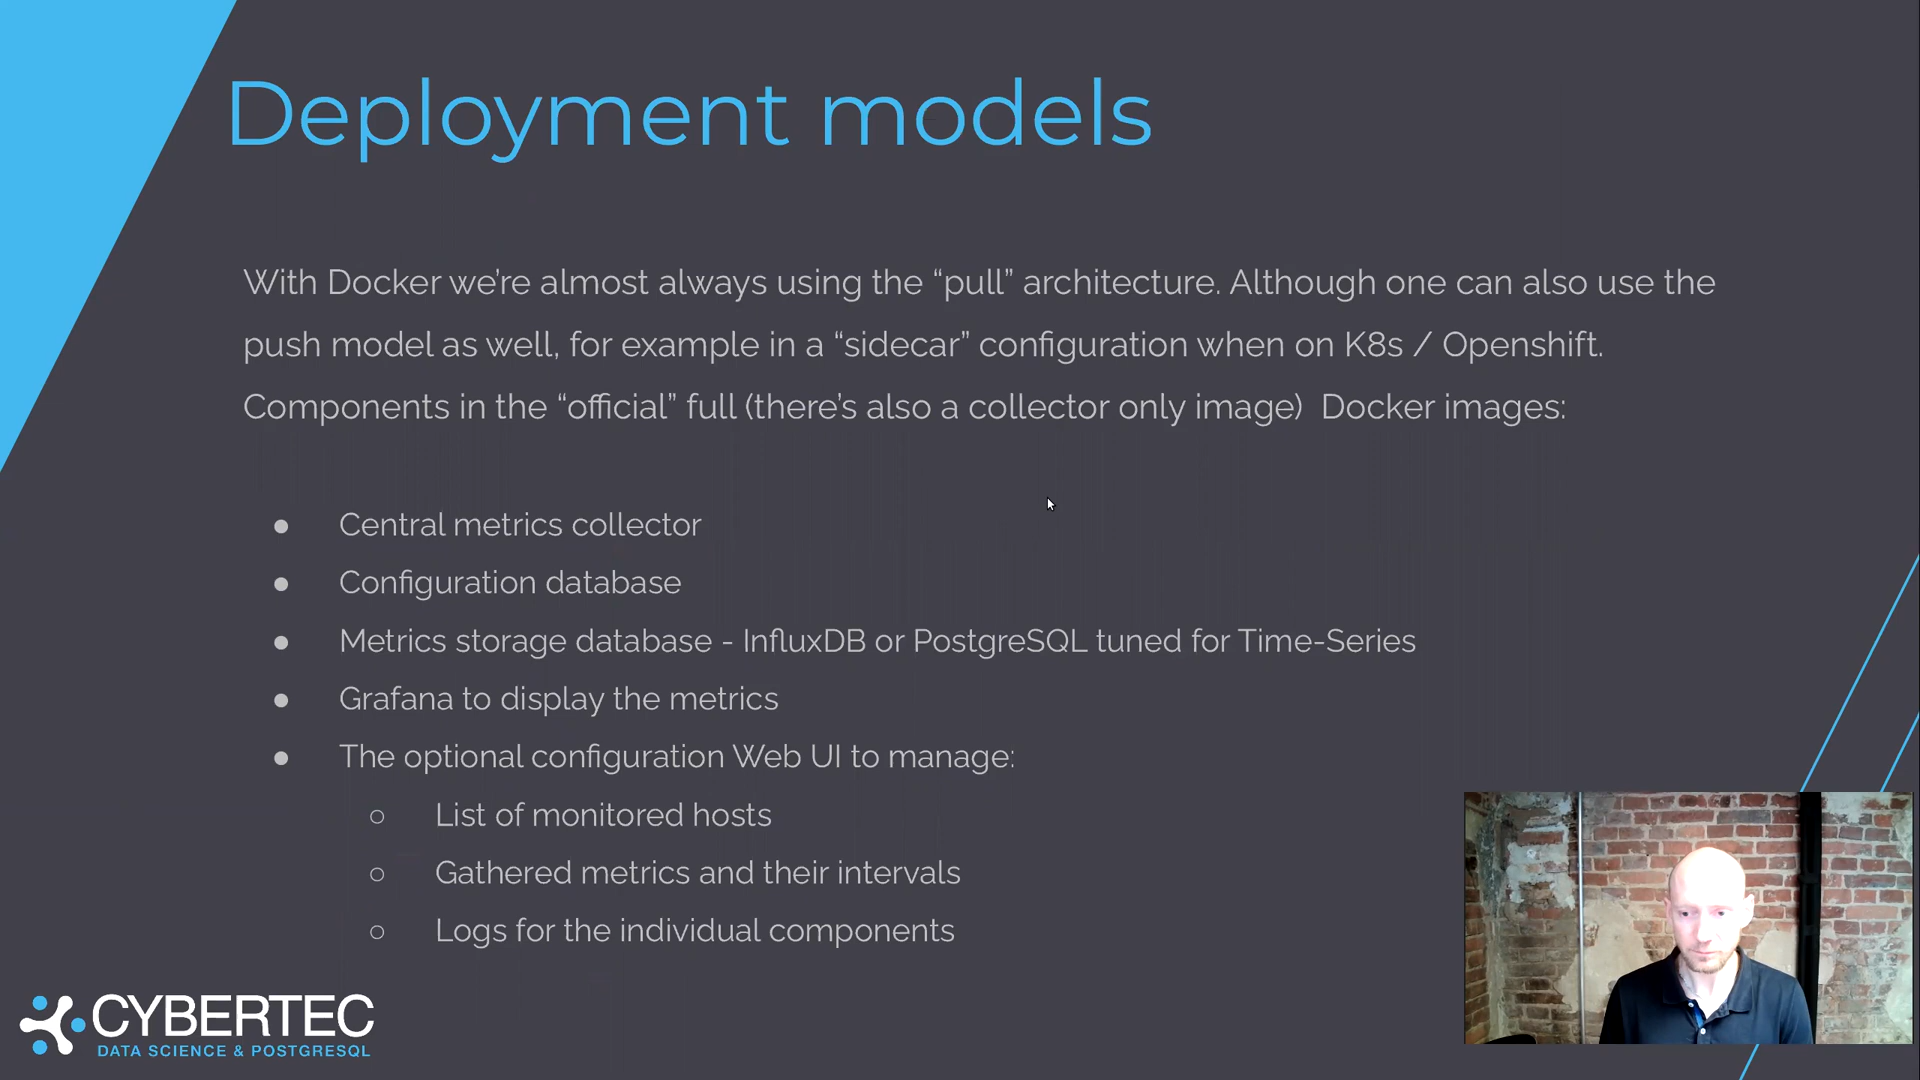 Deployment models
With Docker we're almost always using the “pull” architecture. Although one can also use the
push model as well, for example in a “sidecar” configuration when on K8s / Openshift.
Components in the “official” full (there's also a collector only image)  Docker images:
● Central metrics collector
● Configuration database
● Metrics storage database - InfluxDB or PostgreSQL tuned for Time-Series
● Grafana to display the metrics
● The optional configuration Web UI to manage:
○ List of monitored hosts
○ Gathered metrics and their intervals
○ Logs for the individual components
CYBERTEC
DATA SCIENCE & POSTGRESQL